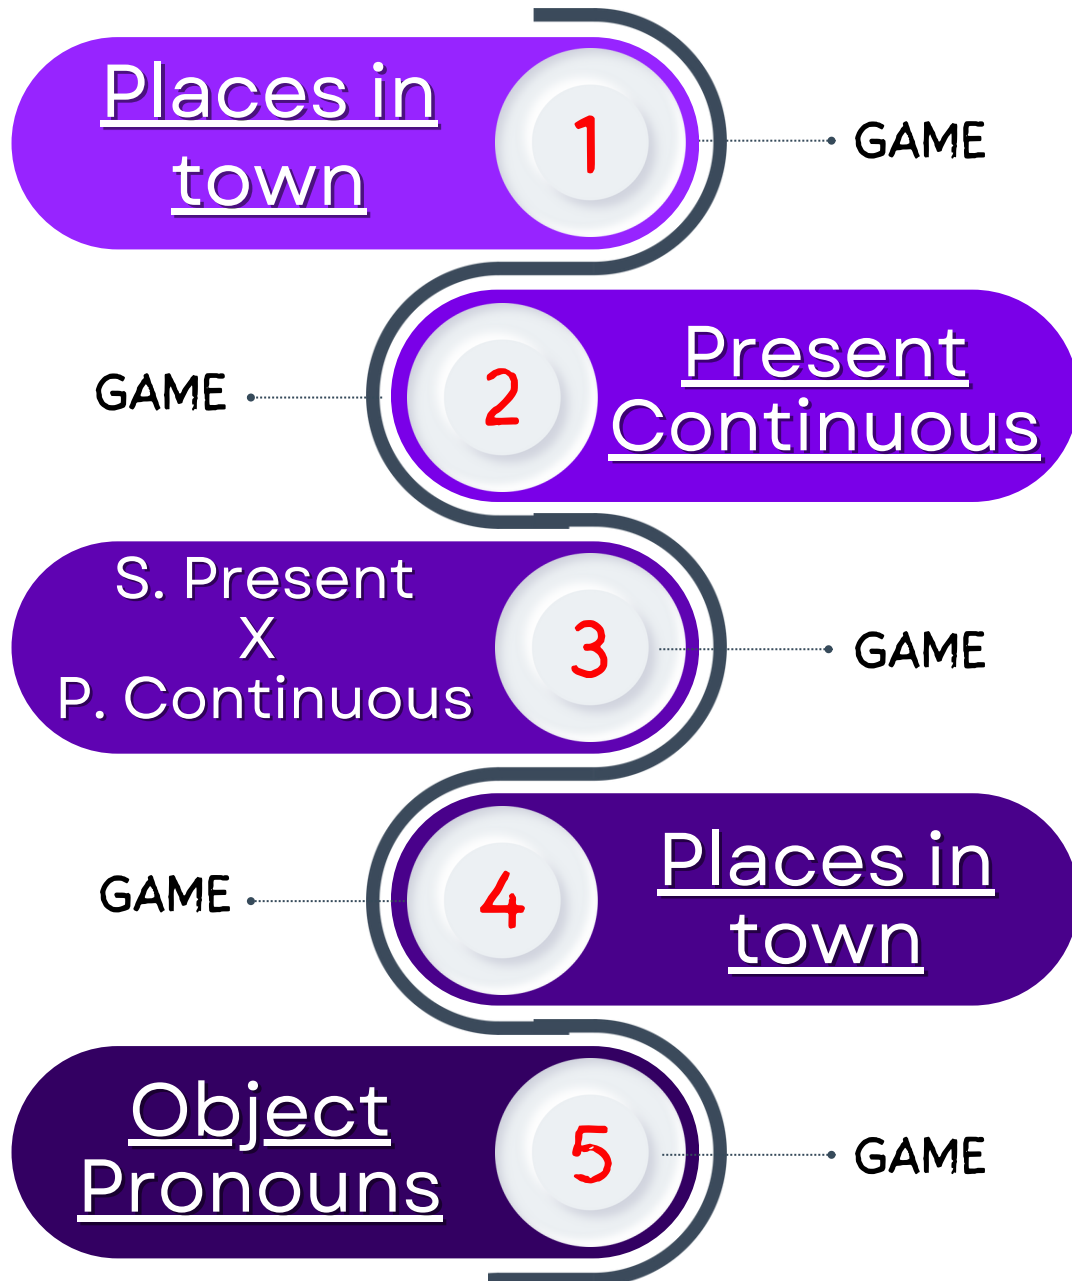 Places in
town
1
GAME
GAME
2
Present
Continuous
S. Present
X
P. Continuous
3
GAME
GAME
4
Places in
town
Object
Pronouns
5
GAME